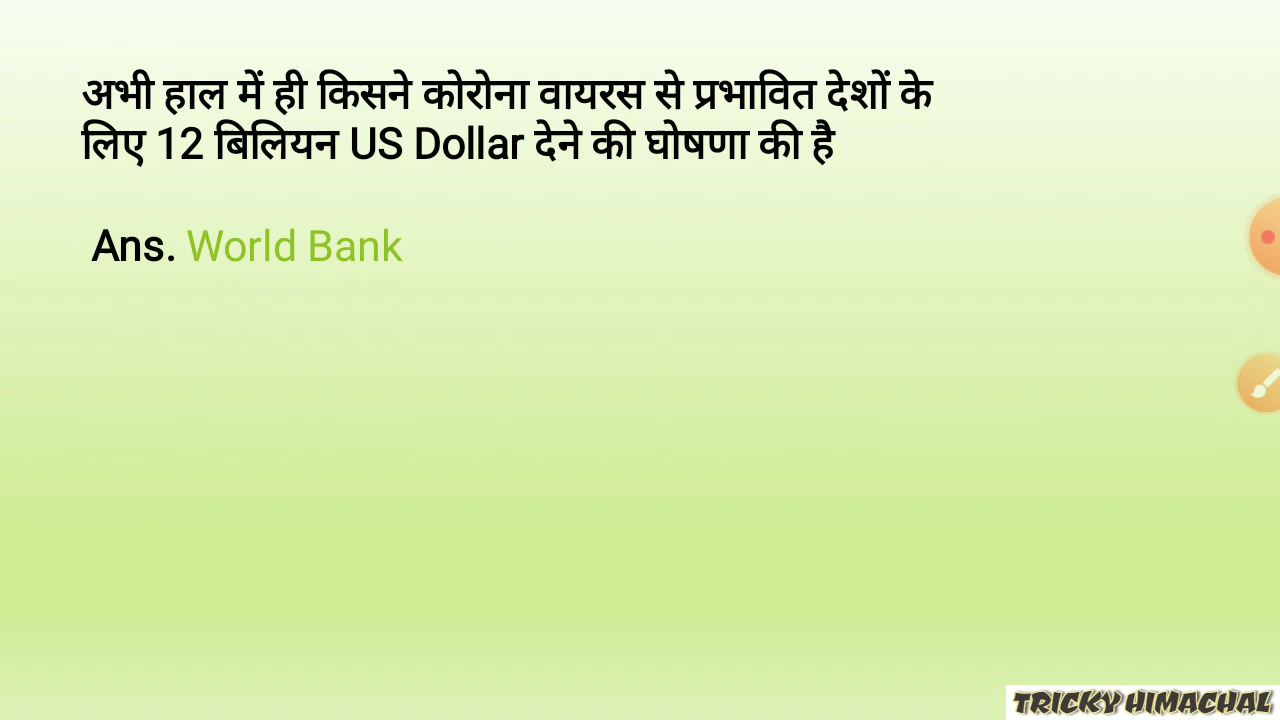 अभी हाल में ही किसने कोरोना वायरस से प्रभावित देशों के
लिए 12 बिलियन US Dollar देने की घोषणा की है
Ans. World Bank
TRICKY HIMACHAL